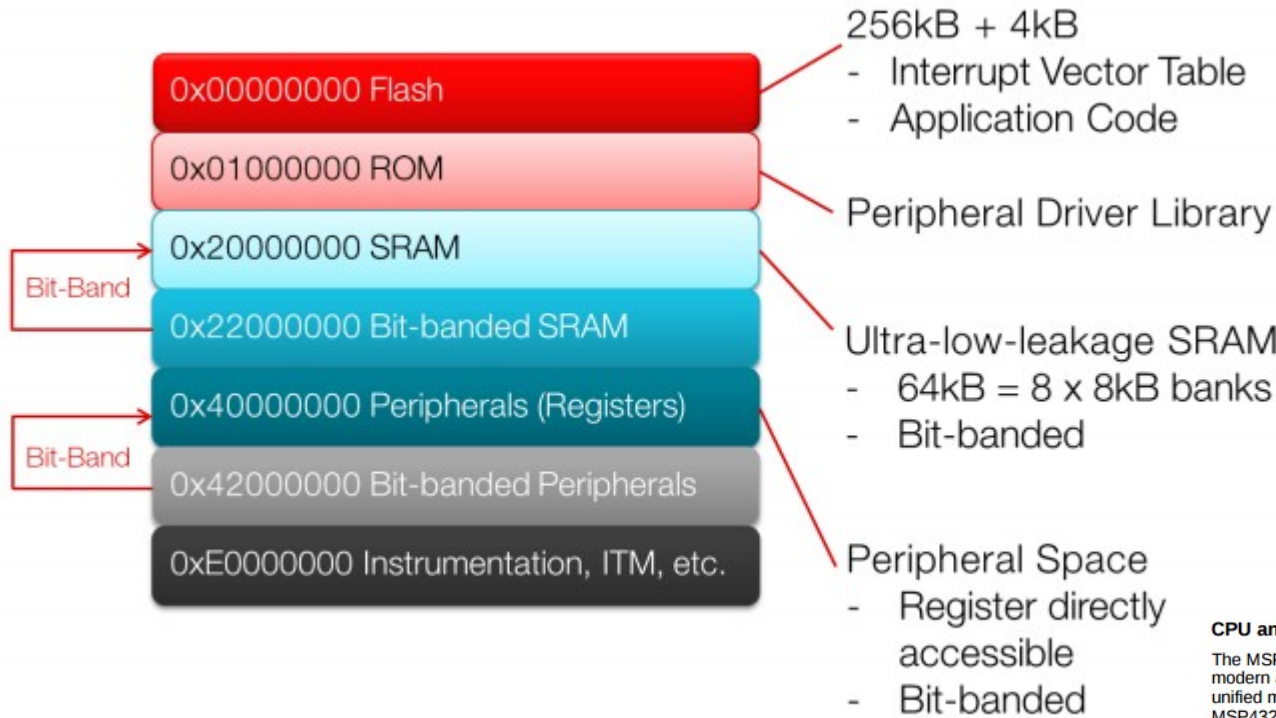 256kB + 4kB
- Interrupt Vector Table
- Application Code
0x00000000 Flash
0x01000000 ROM
Peripheral Driver Library
0x20000000 SRAM
Bit-Band
0x22000000 Bit-banded SRAM
Ultra-low-leakage SRAM
- 64kB = 8 x 8kB banks
- Bit-banded
0x40000000 Peripherals (Registers)
Bit-Band
0x42000000 Bit-banded Peripherals
0xE0000000 Instrumentation, ITM, etc.
Peripheral Space
- Register directly
accessible
- Bit-banded
CPU
The
modern
unified
MSP432